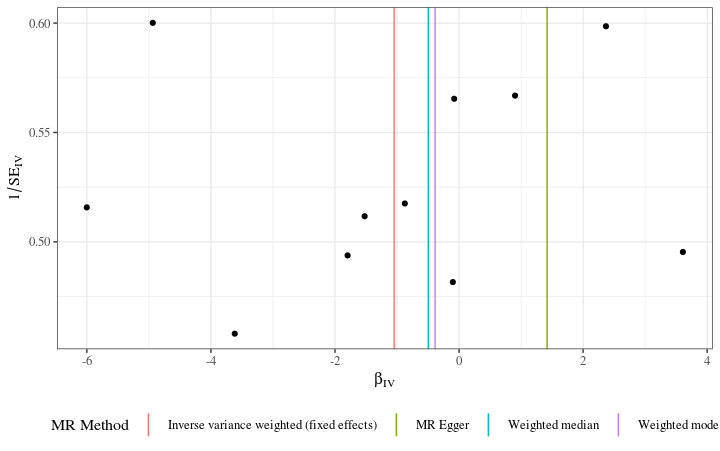 0.60
0.55
0.50
1/SE_IV
-6 -4 -2 0 2 4
β_IV
MR Method Inverse variance weighted (fixed effects) MR Egger Weighted median Weighted mode